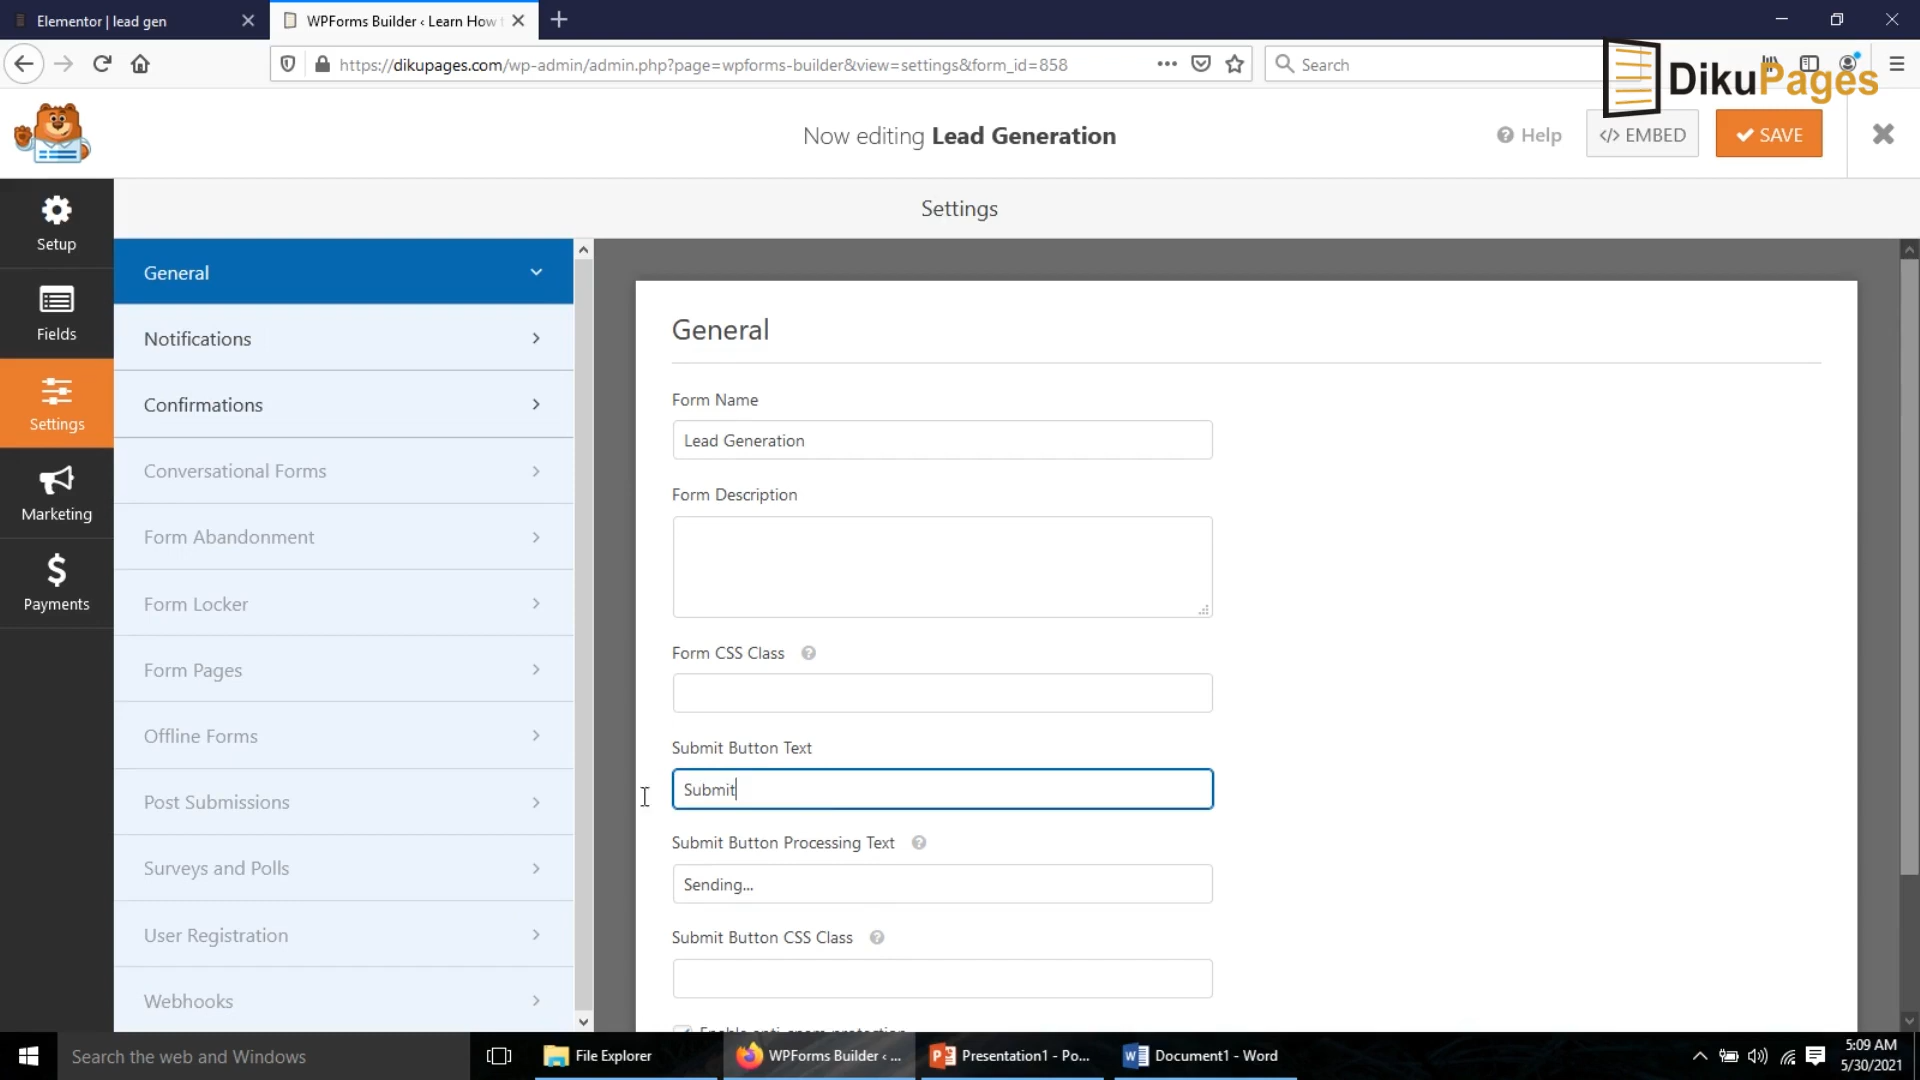 Elementor | lead gen
WPForms Builder ‹ Learn How
https://dikupages.com/wp-admin/admin.php?page=wpforms-builder&view=settings&form_id=858
Search
DikuPages
Now editing Lead Generation
Help
</> EMBED
SAVE
Settings
Setup
Fields
Settings
Marketing
Payments
General
Notifications
Confirmations
Conversational Forms
Form Abandonment
Form Locker
Form Pages
Offline Forms
Post Submissions
Surveys and Polls
User Registration
Webhooks
General
Form Name
Lead Generation
Form Description
Form CSS Class
Submit Button Text
Submit
Submit Button Processing Text
Sending...
Submit Button CSS Class
Enable anti-spam protection
Search the web and Windows
File Explorer
WPForms Builder ‹ ...
Presentation1 - Po...
Document1 - Word
5:09 AM
5/30/2021